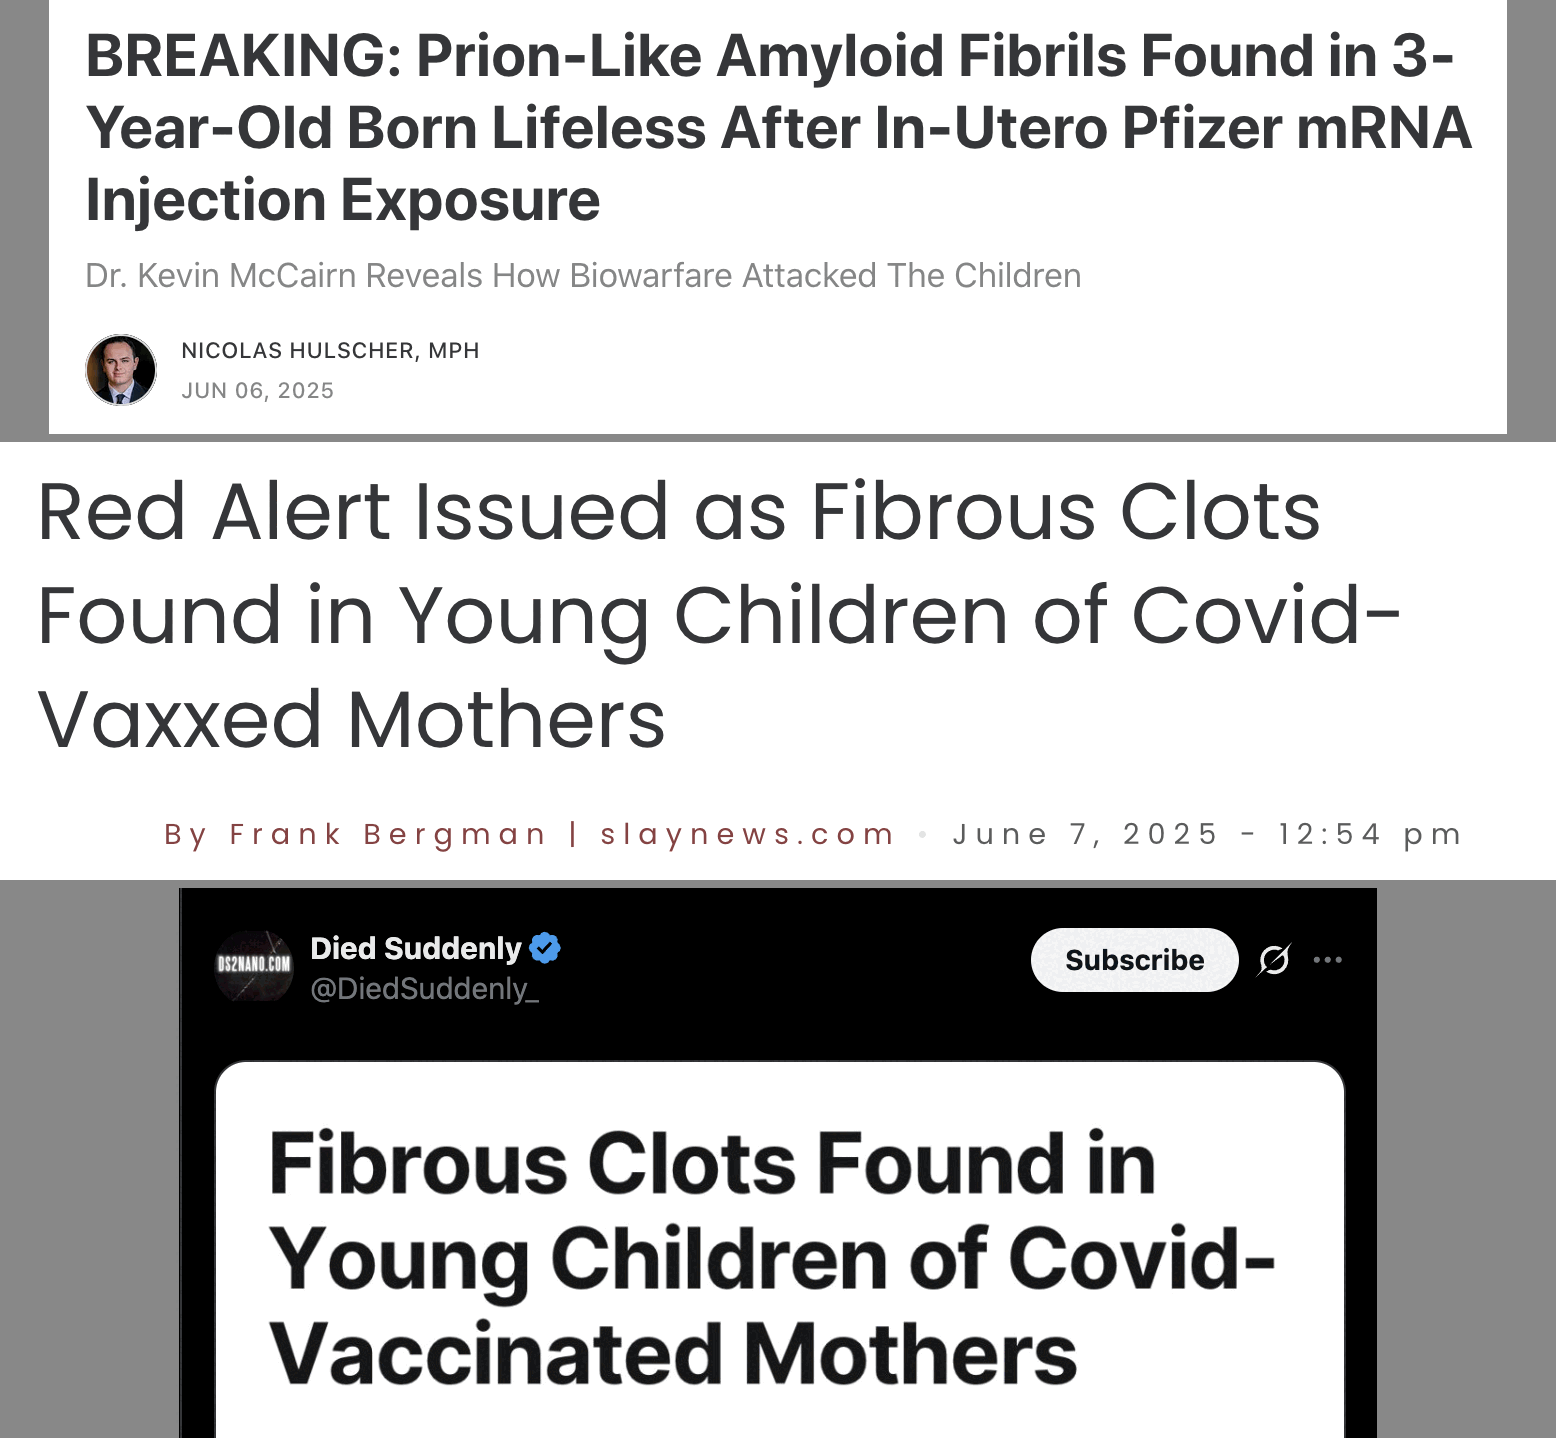 BREAKING: Prion-Like Amyloid Fibrils Found in 3-
Year-Old Born Lifeless After In-Utero Pfizer mRNA
Injection Exposure
Dr. Kevin McCairn Reveals How Biowarfare Attacked The Children
NICOLAS HULSCHER, MPH
JUN 06, 2025
Red Alert Issued as Fibrous Clots
Found in Young Children of Covid-
Vaxxed Mothers
By Frank Bergman | slaynews.com • June 7, 2025 - 12:54 pm
DS2NANO.COM
Died Suddenly
@DiedSuddenly_
Subscribe
Fibrous Clots Found in
Young Children of Covid-
Vaccinated Mothers